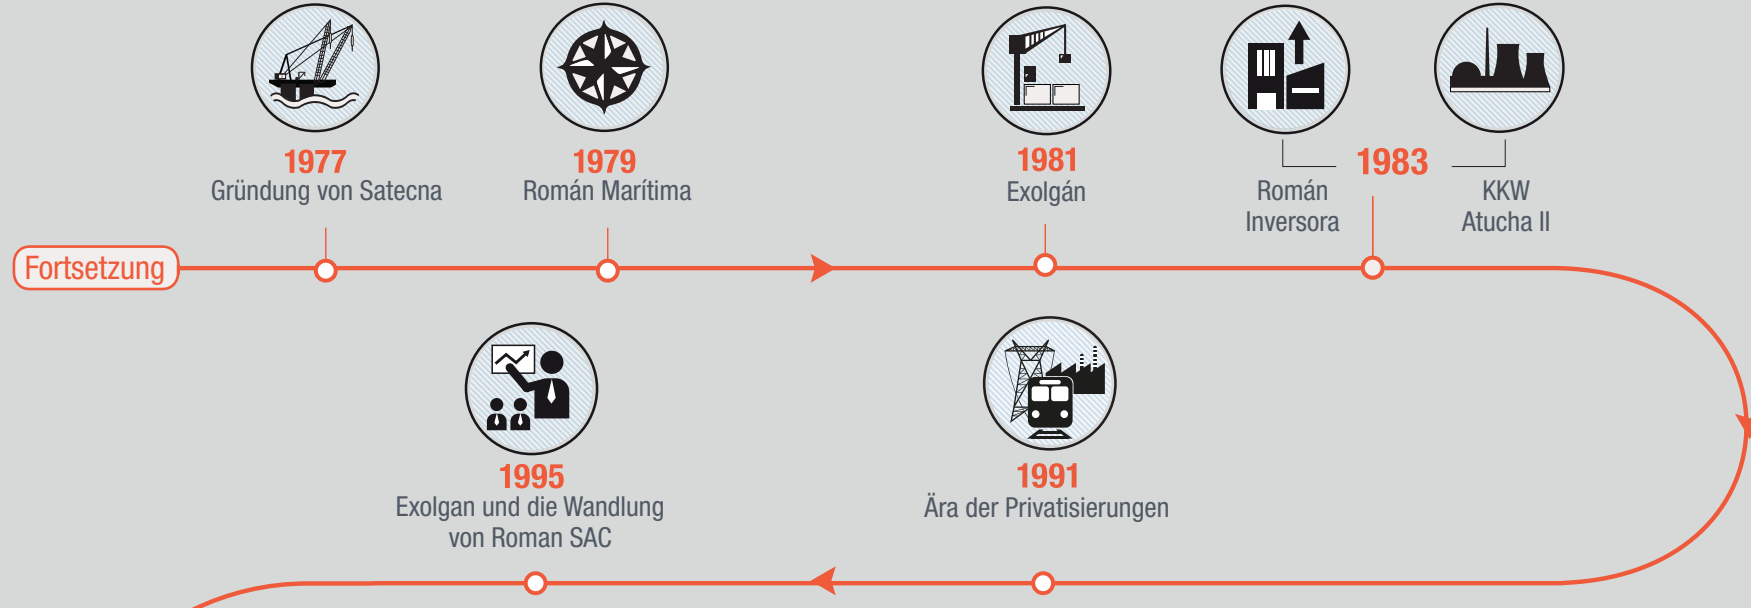 1977
Gründung von Satecna
1979
Román Marítima
1981
Exolgán
1983
Román
Inversora
KKW
Atucha II
Fortsetzung
1995
Exolgan und die Wandlung
von Roman SAC
1991
Ära der Privatisierungen